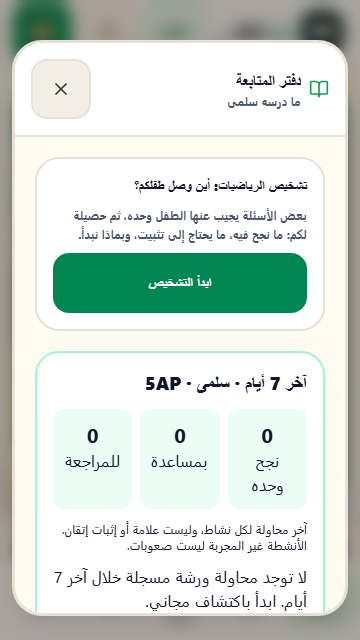 دفتر المتابعة
ما درسه سلمى
تشخيص الرياضيات: أين وصل طفلكم؟
بعض الأسئلة يجيب عنها الطفل وحده، ثم حصيلة
لكم: ما نجح فيه، ما يحتاج إلى تثبيت، وبماذا نبدأ.
ابدأ التشخيص
آخر 7 أيام · سلمى · 5AP
0
نجح
وحده
0
بمساعدة
0
للمراجعة
آخر محاولة لكل نشاط، وليست علامة أو إثبات إتقان.
الأنشطة غير المجربة ليست صعوبات.
لا توجد محاولة ورشة مسجلة خلال آخر 7
أيام. ابدأ باكتشاف مجاني.